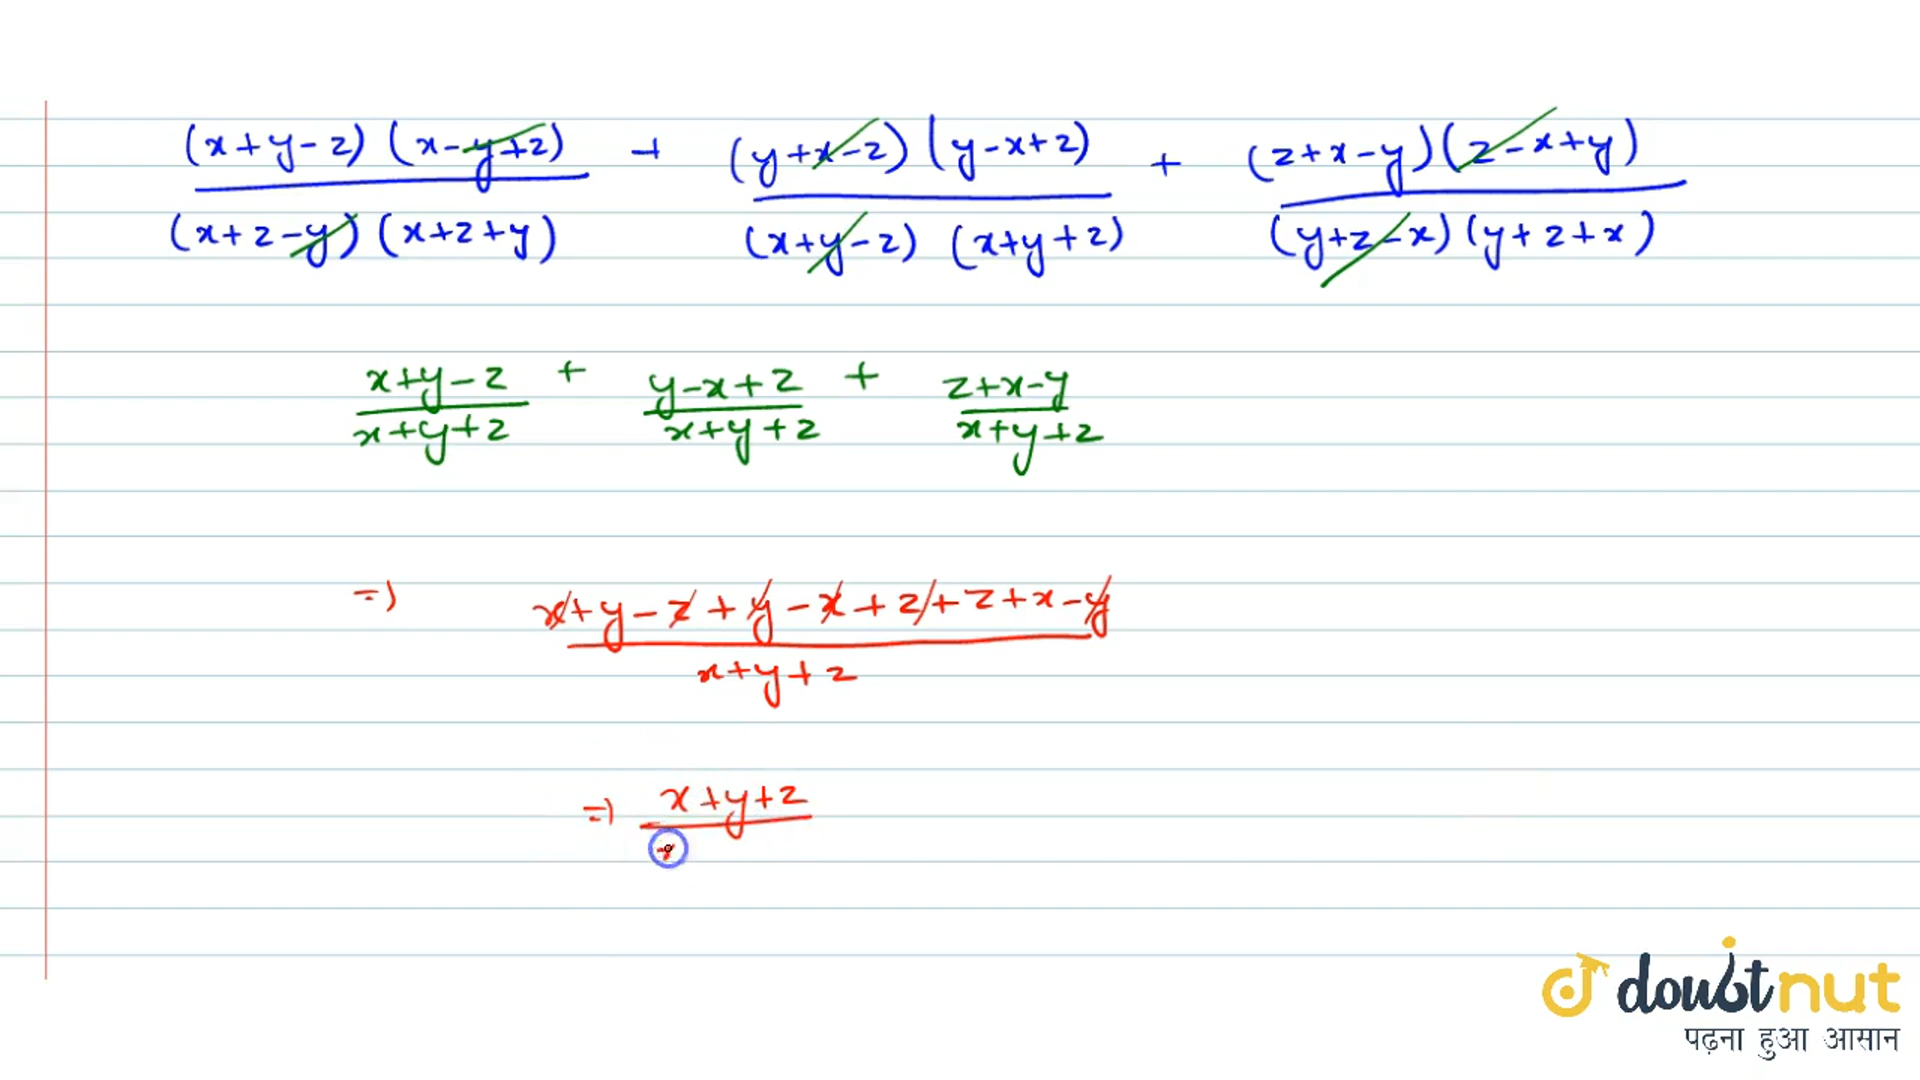 (x+y-z) (x-y+z) + (y+x-z) (y-x+z) + (z+x-y) (z-x+y)
(x+z-y) (x+z+y) (x+y-z) (x+y+z) (y+z-x) (y+z+x)
x+y-z + y-x+z + z+x-y
x+y+z x+y+z x+y+z
=) x+y-z+y-x+z+z+x-y
x+y+z
=) x+y+z
doubtnut
पढ़ना हुआ आसान